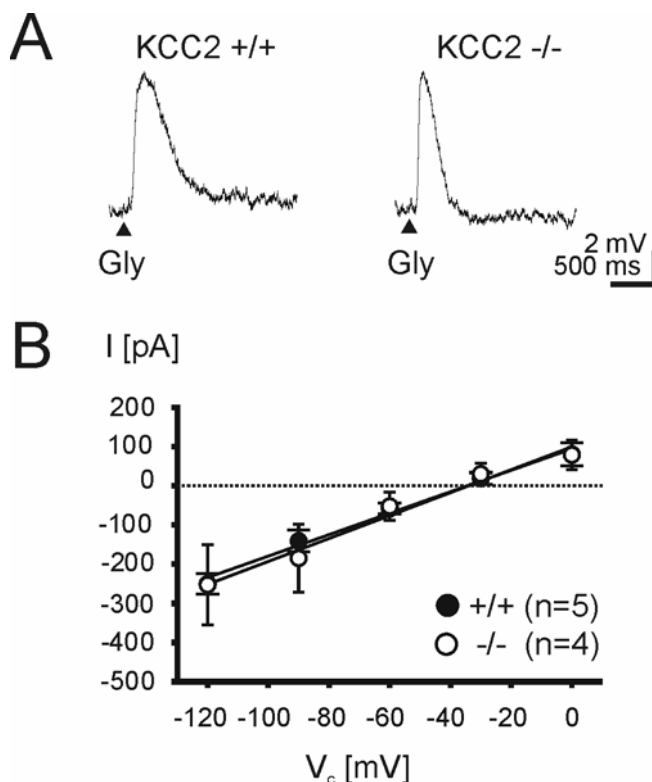 A
KCC2 +/+
KCC2 -/-
Gly
Gly
2 mV
500 ms
B
I [pA]
200
100
0
-100
-200
-300
-400
-500
+/+ (n=5)
-/- (n=4)
-120 -100 -80 -60 -40 -20 0
Vc [mV]